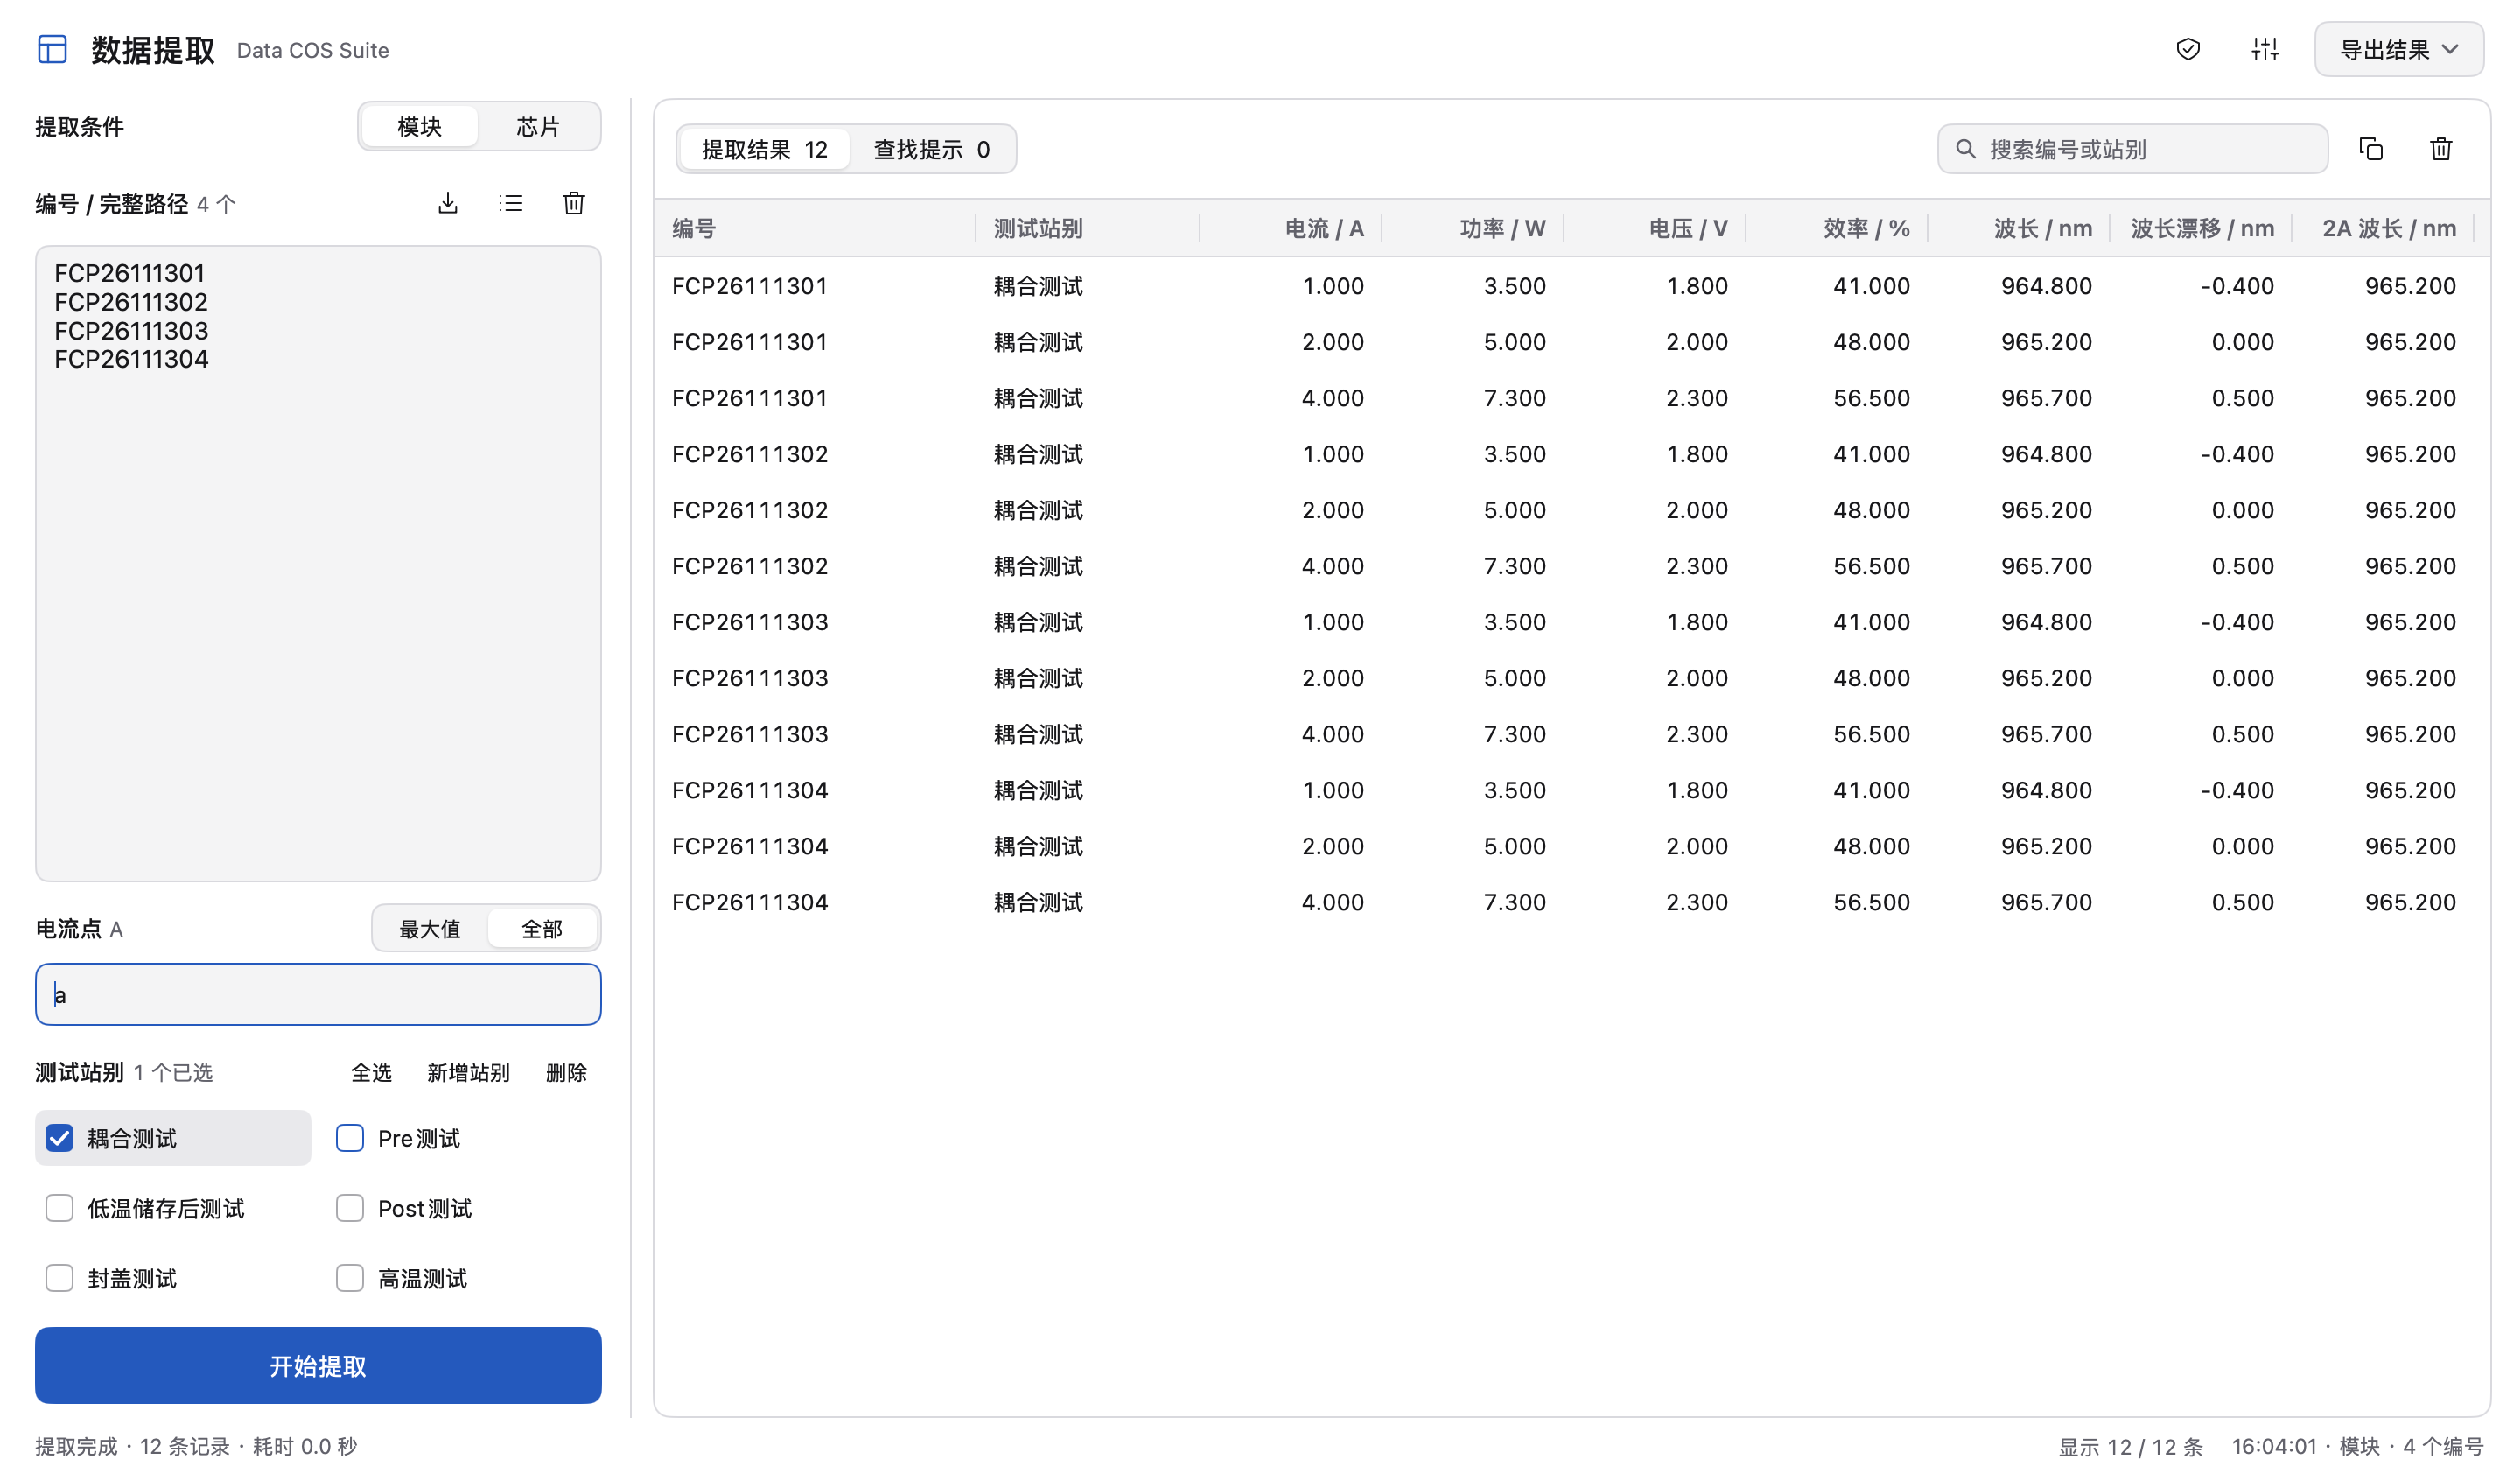 数据提取 Data COS Suite 导出结果
提取条件 模块 芯片
编号 / 完整路径 4 个
FCP26111301
FCP26111302
FCP26111303
FCP26111304
电流点 A 最大值 全部
a
测试站别 1 个已选 全选 新增站别 删除
耦合测试 Pre测试
低温储存后测试 Post测试
封盖测试 高温测试
开始提取
提取完成 · 12 条记录 · 耗时 0.0 秒
提取结果 12 查找提示 0 搜索编号或站别
编号 测试站别 电流 / A 功率 / W 电压 / V 效率 / % 波长 / nm 波长漂移 / nm 2A 波长 / nm
FCP26111301 耦合测试 1.000 3.500 1.800 41.000 964.800 -0.400 965.200
FCP26111301 耦合测试 2.000 5.000 2.000 48.000 965.200 0.000 965.200
FCP26111301 耦合测试 4.000 7.300 2.300 56.500 965.700 0.500 965.200
FCP26111302 耦合测试 1.000 3.500 1.800 41.000 964.800 -0.400 965.200
FCP26111302 耦合测试 2.000 5.000 2.000 48.000 965.200 0.000 965.200
FCP26111302 耦合测试 4.000 7.300 2.300 56.500 965.700 0.500 965.200
FCP26111303 耦合测试 1.000 3.500 1.800 41.000 964.800 -0.400 965.200
FCP26111303 耦合测试 2.000 5.000 2.000 48.000 965.200 0.000 965.200
FCP26111303 耦合测试 4.000 7.300 2.300 56.500 965.700 0.500 965.200
FCP26111304 耦合测试 1.000 3.500 1.800 41.000 964.800 -0.400 965.200
FCP26111304 耦合测试 2.000 5.000 2.000 48.000 965.200 0.000 965.200
FCP26111304 耦合测试 4.000 7.300 2.300 56.500 965.700 0.500 965.200
显示 12 / 12 条 16:04:01 · 模块 · 4 个编号